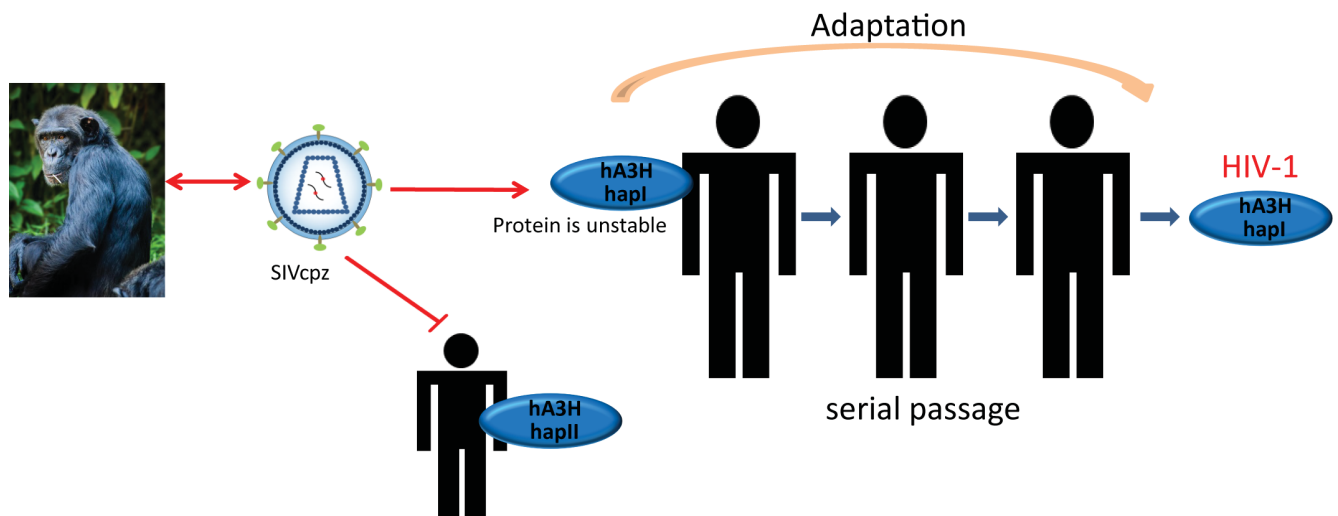 Adaptation
hA3H
hapI
Protein is unstable
SIVcpz
HIV-1
hA3H
hapI
hA3H
hapII
serial passage